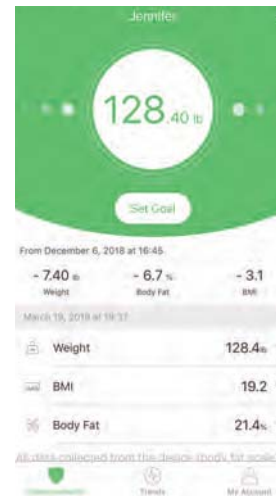 Jennifer
128.40 lb
Set Goal
From December 6, 2018 at 16:45
- 7.40 lb - 6.7 % - 3.1
Weight Body Fat BMI
March 19, 2018 at 19:37
Weight 128.4lb
BMI 19.2
Body Fat 21.4%
All data collected from the device (body fat scale
Trends My Account